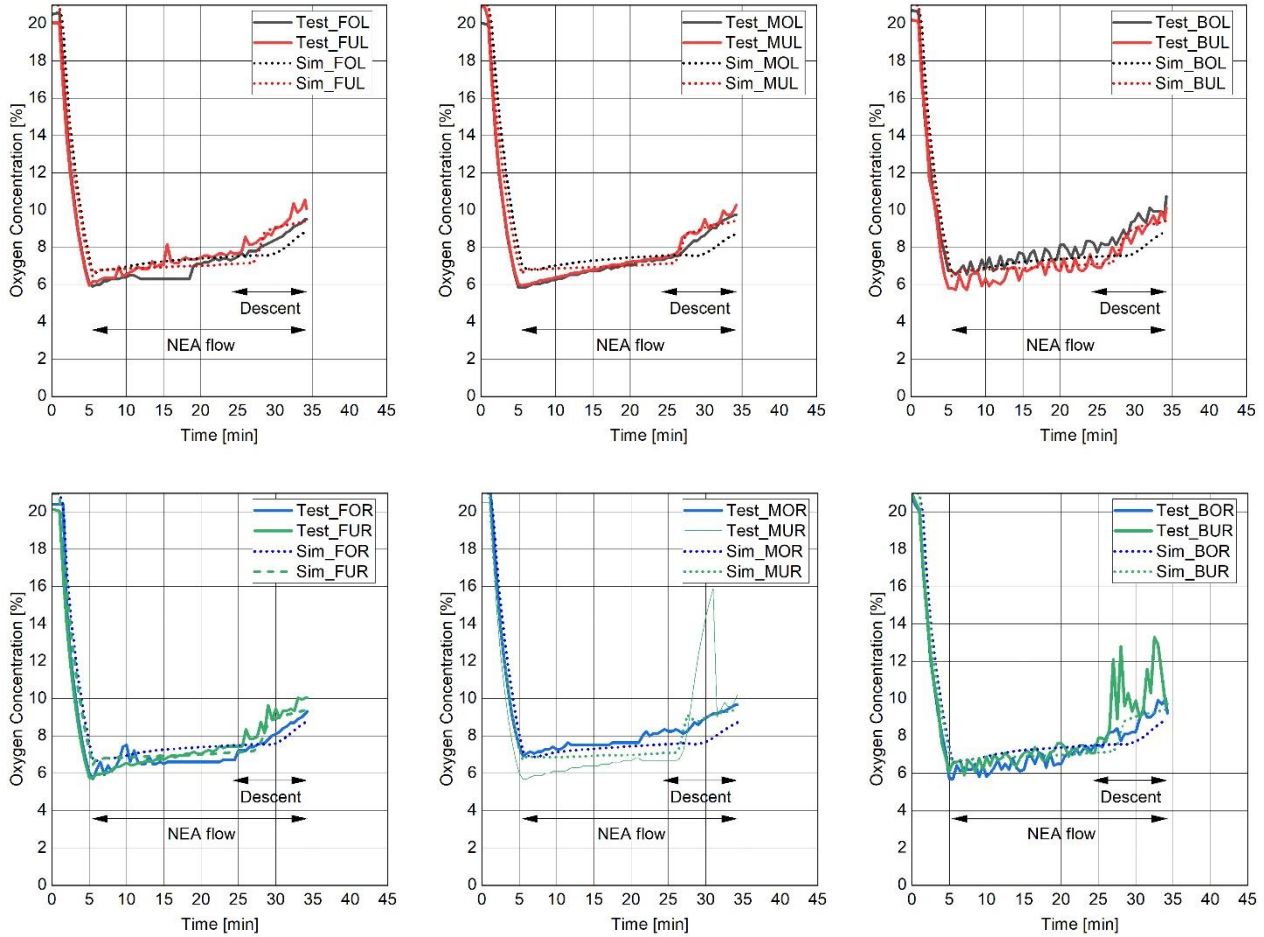 Oxygen Concentration [%]
20
18
16
14
12
10
8
6
4
2
0
Test_FOL
Test_FUL
Sim_FOL
Sim_FUL
Descent
NEA flow
0 5 10 15 20 25 30 35 40 45
Time [min]
Oxygen Concentration [%]
20
18
16
14
12
10
8
6
4
2
0
Test_MOL
Test_MUL
Sim_MOL
Sim_MUL
Descent
NEA flow
0 5 10 15 20 25 30 35 40 45
Time [min]
Oxygen Concentration [%]
20
18
16
14
12
10
8
6
4
2
0
Test_BOL
Test_BUL
Sim_BOL
Sim_BUL
Descent
NEA flow
0 5 10 15 20 25 30 35 40 45
Time [min]
Oxygen Concentration [%]
20
18
16
14
12
10
8
6
4
2
0
Test_FOR
Test_FUR
Sim_FOR
Sim_FUR
Descent
NEA flow
0 5 10 15 20 25 30 35 40 45
Time [min]
Oxygen Concentration [%]
20
18
16
14
12
10
8
6
4
2
0
Test_MOR
Test_MUR
Sim_MOR
Sim_MUR
Descent
NEA flow
0 5 10 15 20 25 30 35 40 45
Time [min]
Oxygen Concentration [%]
20
18
16
14
12
10
8
6
4
2
0
Test_BOR
Test_BUR
Sim_BOR
Sim_BUR
Descent
NEA flow
0 5 10 15 20 25 30 35 40 45
Time [min]